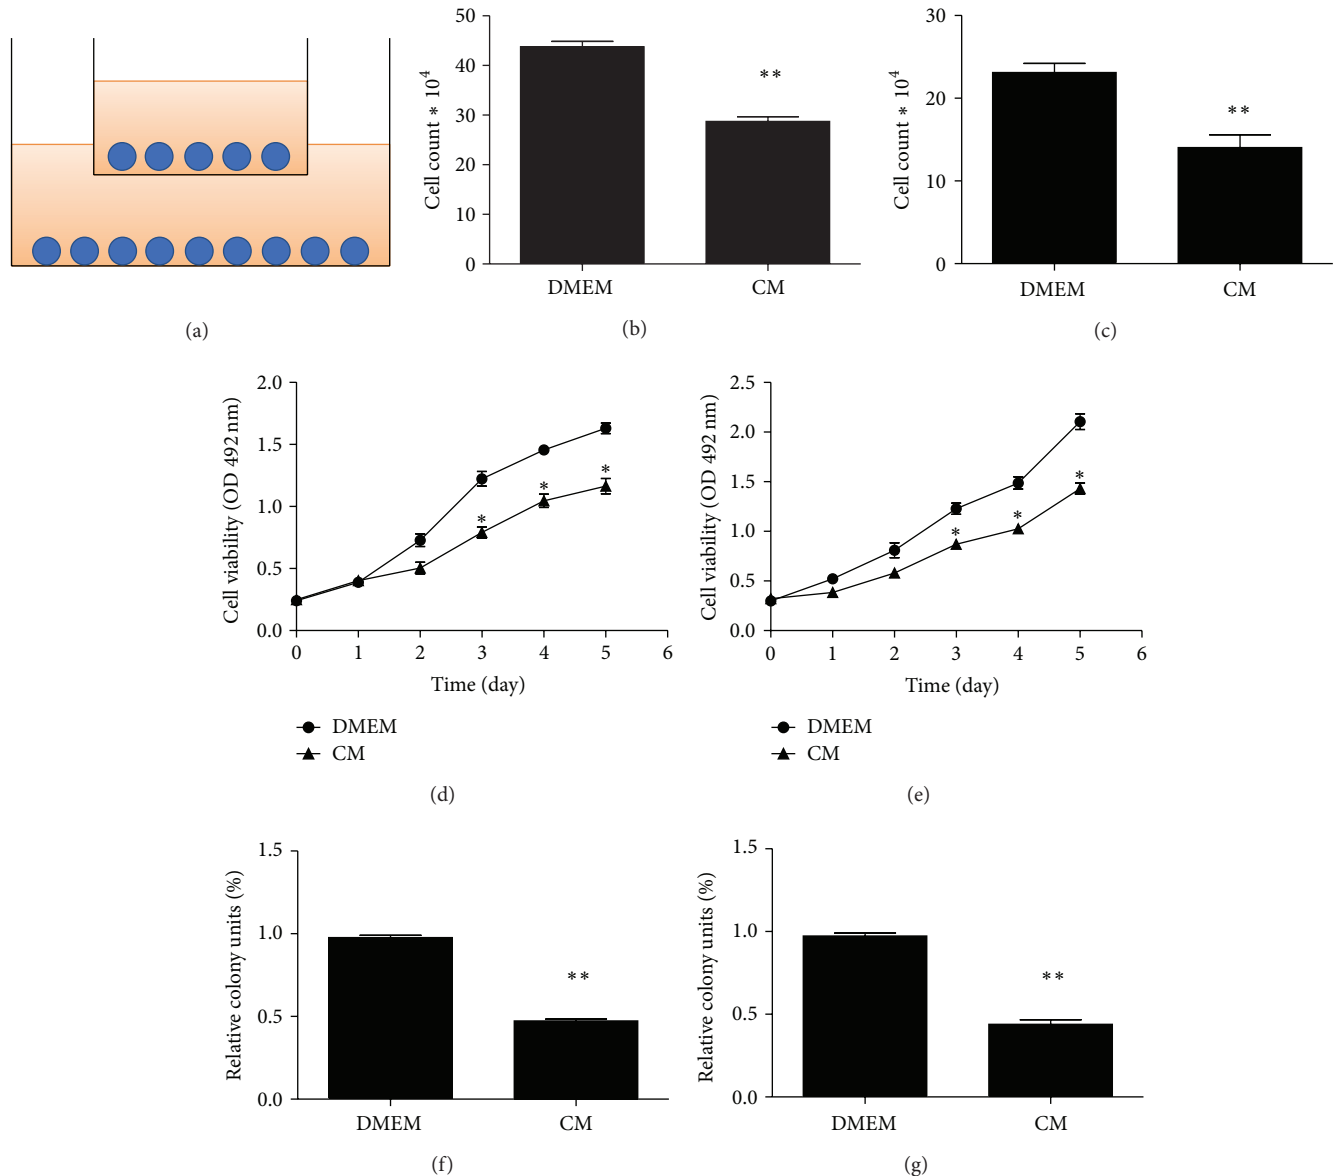 50
40
30
20
10
0
Cell count * 10^4
**
DMEM
CM
30
20
10
0
Cell count * 10^4
**
DMEM
CM
(a)
(b)
(c)
2.0
1.5
1.0
0.5
0.0
Cell viability (OD 492 nm)
* * *
0 1 2 3 4 5 6
Time (day)
DMEM
CM
(d)
2.5
2.0
1.5
1.0
0.5
0.0
Cell viability (OD 492 nm)
* * *
0 1 2 3 4 5 6
Time (day)
DMEM
CM
(e)
1.5
1.0
0.5
0.0
Relative colony units (%)
**
DMEM
CM
(f)
1.5
1.0
0.5
0.0
Relative colony units (%)
**
DMEM
CM
(g)